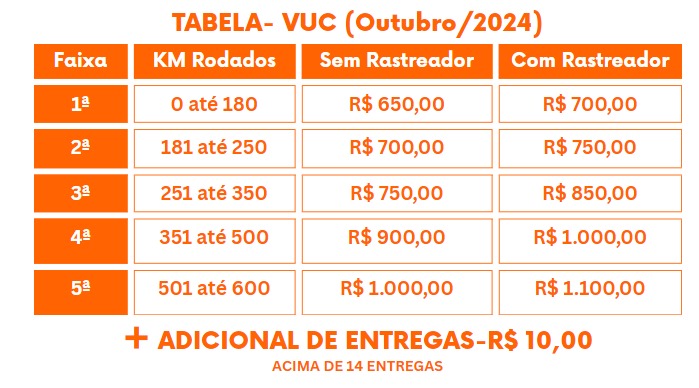 TABELA- VUC (Outubro/2024)
Faixa KM Rodados Sem Rastreador Com Rastreador
1ª 0 até 180 R$ 650,00 R$ 700,00
2ª 181 até 250 R$ 700,00 R$ 750,00
3ª 251 até 350 R$ 750,00 R$ 850,00
4ª 351 até 500 R$ 900,00 R$ 1.000,00
5ª 501 até 600 R$ 1.000,00 R$ 1.100,00
+ ADICIONAL DE ENTREGAS-R$ 10,00
ACIMA DE 14 ENTREGAS